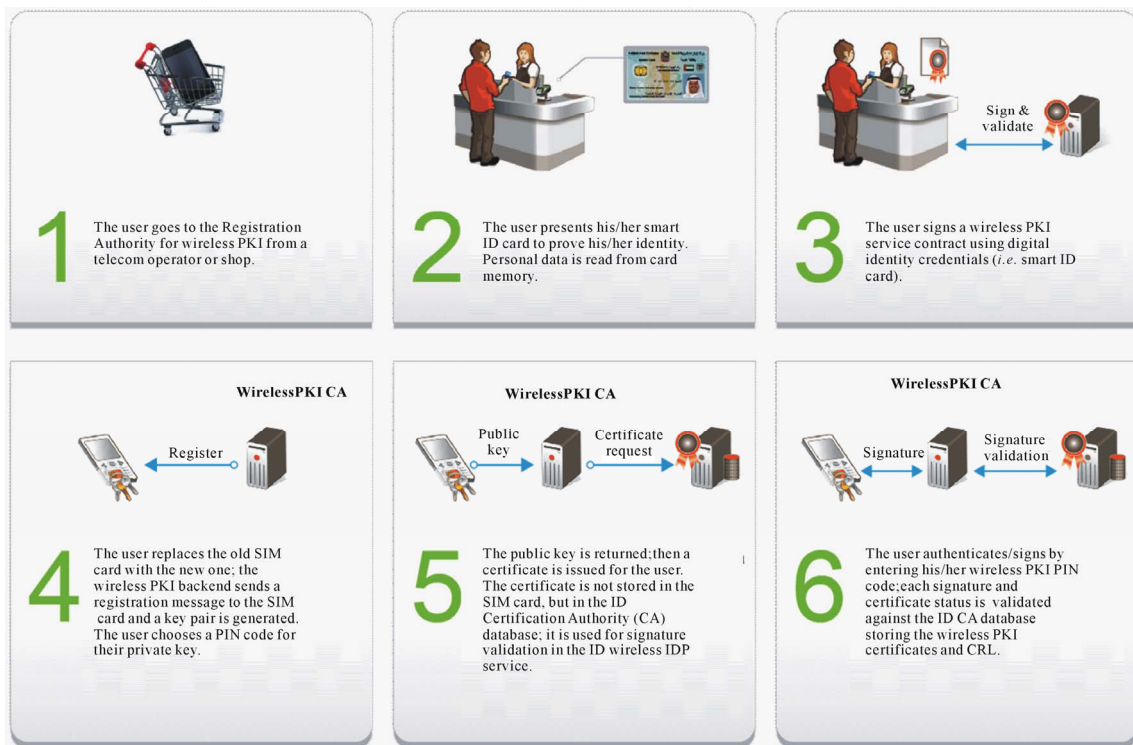 Sign &
validate
1
The user goes to the Registration
Authority for wireless PKI from a
telecom operator or shop.
2
The user presents his/her smart
ID card to prove his/her identity.
Personal data is read from card
memory.
3
The user signs a wireless PKI
service contract using digital
identity credentials (i.e. smart ID
card).
WirelessPKI CA
Register
4
The user replaces the old SIM
card with the new one; the
wireless PKI backend sends a
registration message to the SIM
card and a key pair is generated.
The user chooses a PIN code for
their private key.
WirelessPKI CA
Public
key
Certificate
request
5
The public key is returned;then a
certificate is issued for the user.
The certificate is not stored in the
SIM card, but in the ID
Certification Authority (CA)
database; it is used for signature
validation in the ID wireless IDP
service.
WirelessPKI CA
Signature
Signature
validation
6
The user authenticates/signs by
entering his/her wireless PKI PIN
code;each signature and
certificate status is validated
against the ID CA database
storing the wireless PKI
certificates and CRL.